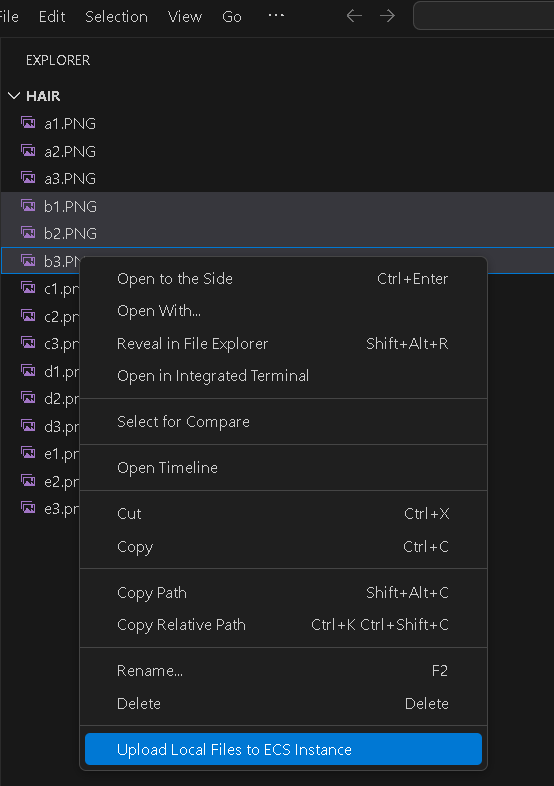 File Edit Selection View Go ...
EXPLORER
HAIR
a1.PNG
a2.PNG
a3.PNG
b1.PNG
b2.PNG
b3.PN
Open to the Side Ctrl+Enter
c1.pn
Open With...
c2.pn
Reveal in File Explorer Shift+Alt+R
c3.pn
Open in Integrated Terminal
d1.pn
d2.pn
Select for Compare
d3.pn
e1.pn
Open Timeline
e2.pn
e3.pn
Cut Ctrl+X
Copy Ctrl+C
Copy Path Shift+Alt+C
Copy Relative Path Ctrl+K Ctrl+Shift+C
Rename... F2
Delete Delete
Upload Local Files to ECS Instance